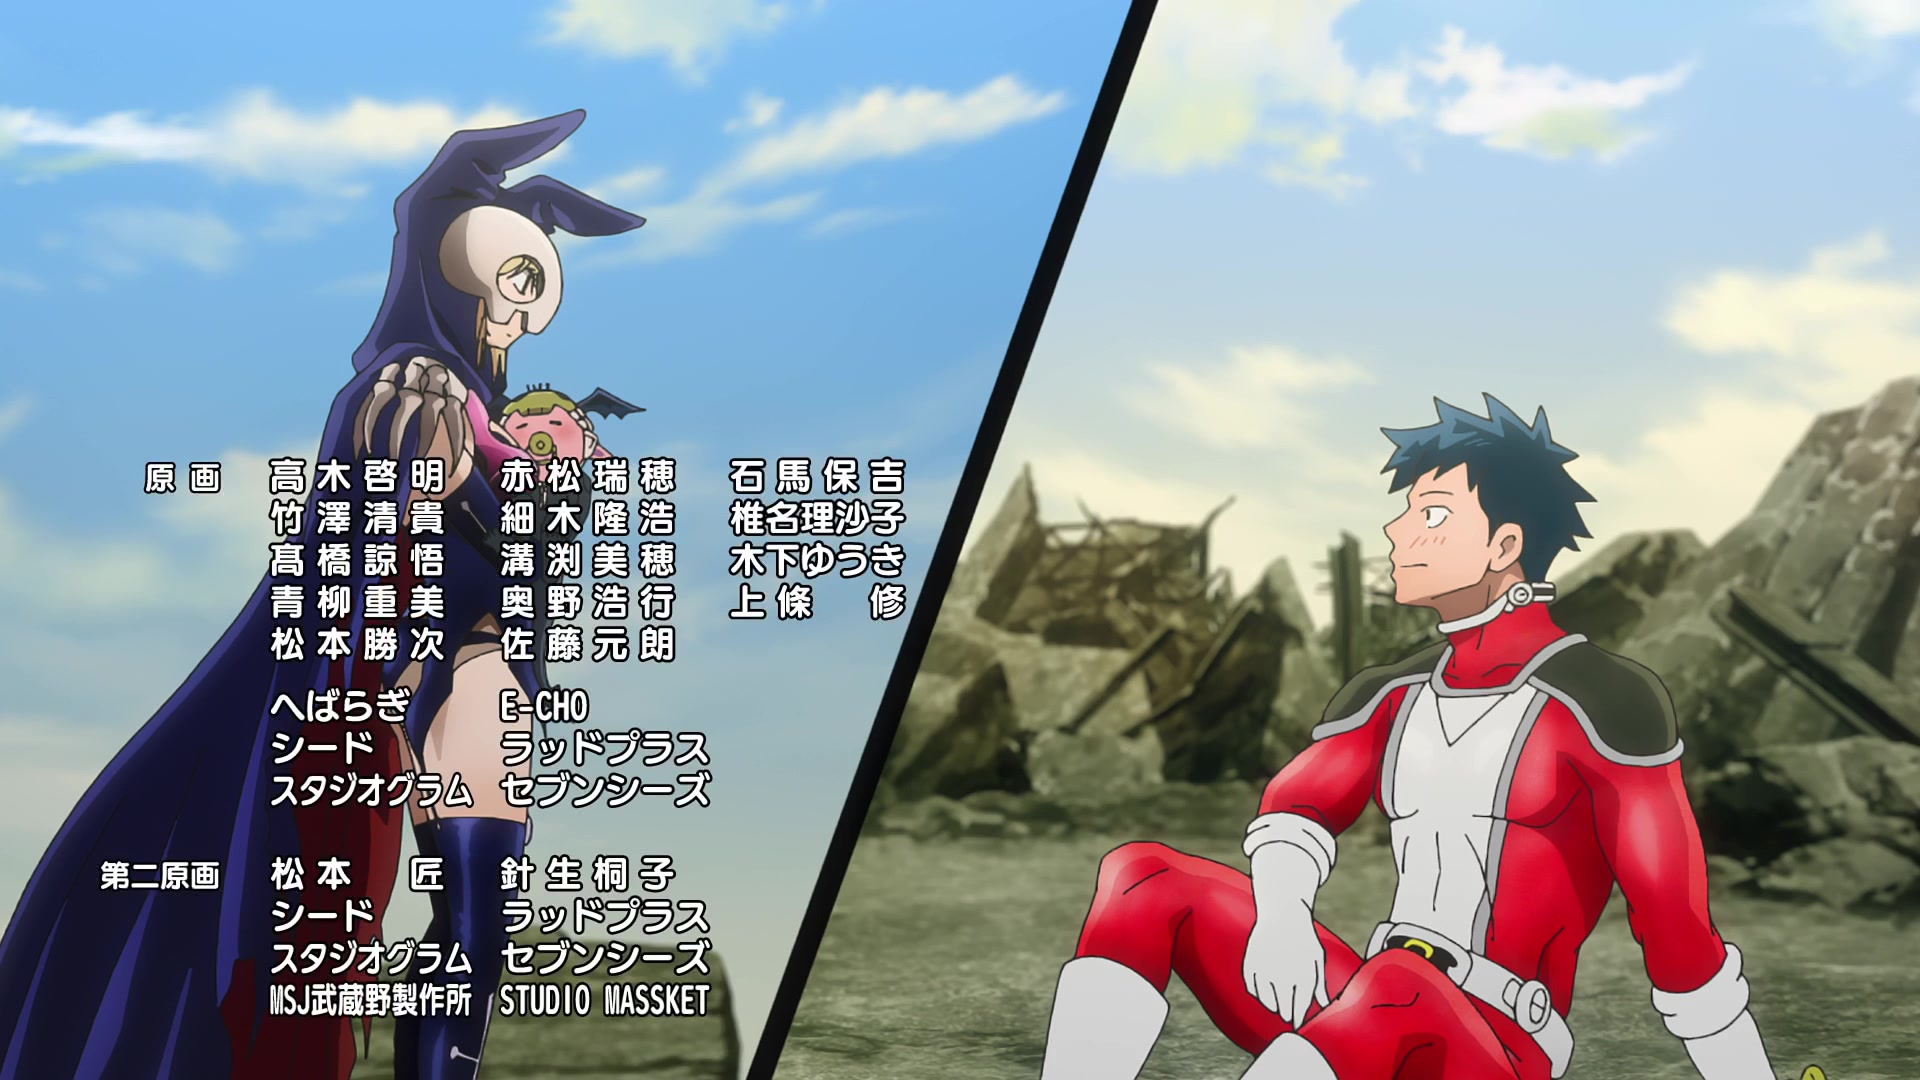 原画 高木啓明 赤松瑞穂 石馬保吉
竹澤清貴 細木隆浩 椎名理沙子
髙橋諒悟 溝渕美穂 木下ゆうき
青柳重美 奥野浩行 上條修
松本勝次 佐藤元朗
へばらぎ E-CHO
シード ラッドプラス
スタジオグラム セブンシーズ
第二原画 松本匠 針生桐子
シード ラッドプラス
スタジオグラム セブンシーズ
MSJ武蔵野製作所 STUDIO MASSKET